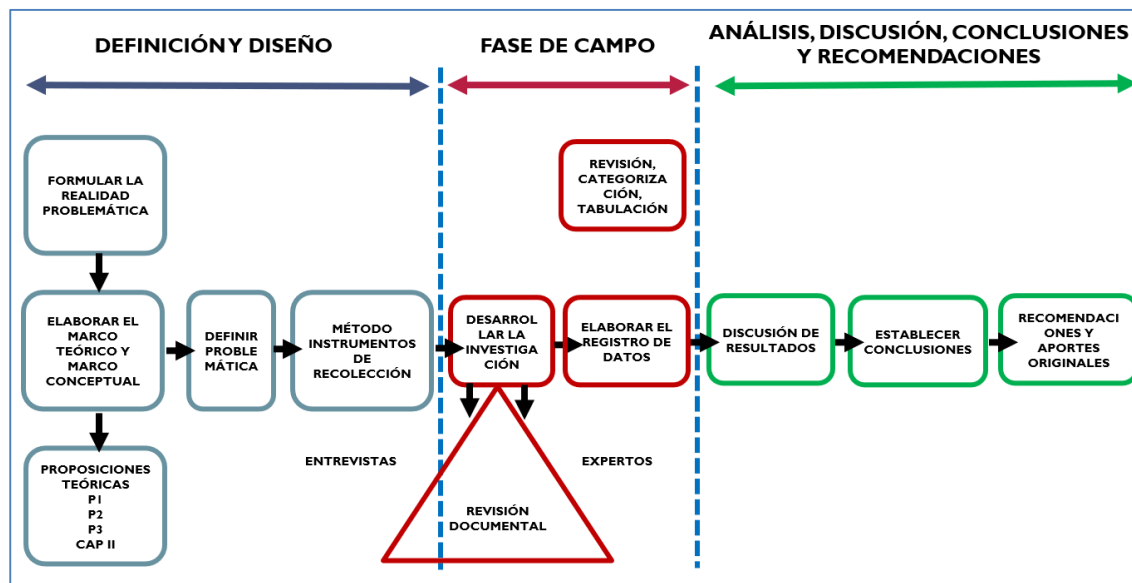 DEFINICIÓN Y DISEÑO
FASE DE CAMPO
ANÁLISIS, DISCUSIÓN, CONCLUSIONES
Y RECOMENDACIONES
FORMULAR LA
REALIDAD
PROBLEMÁTICA
REVISIÓN,
CATEGORIZA
CIÓN,
TABULACIÓN
ELABORAR EL
MARCO
TEÓRICO Y
MARCO
CONCEPTUAL
DEFINIR
PROBLE
MÁTICA
MÉTODO
INSTRUMENTOS
DE
RECOLECCIÓN
DESARROL
LAR LA
INVESTIGA
CIÓN
ELABORAR EL
REGISTRO DE
DATOS
DISCUSIÓN DE
RESULTADOS
ESTABLECER
CONCLUSIONES
RECOMENDACI
ONES Y
APORTES
ORIGINALES
PROPOSICIONES
TEÓRICAS
P1
P2
P3
CAP II
ENTREVISTAS
EXPERTOS
REVISIÓN
DOCUMENTAL